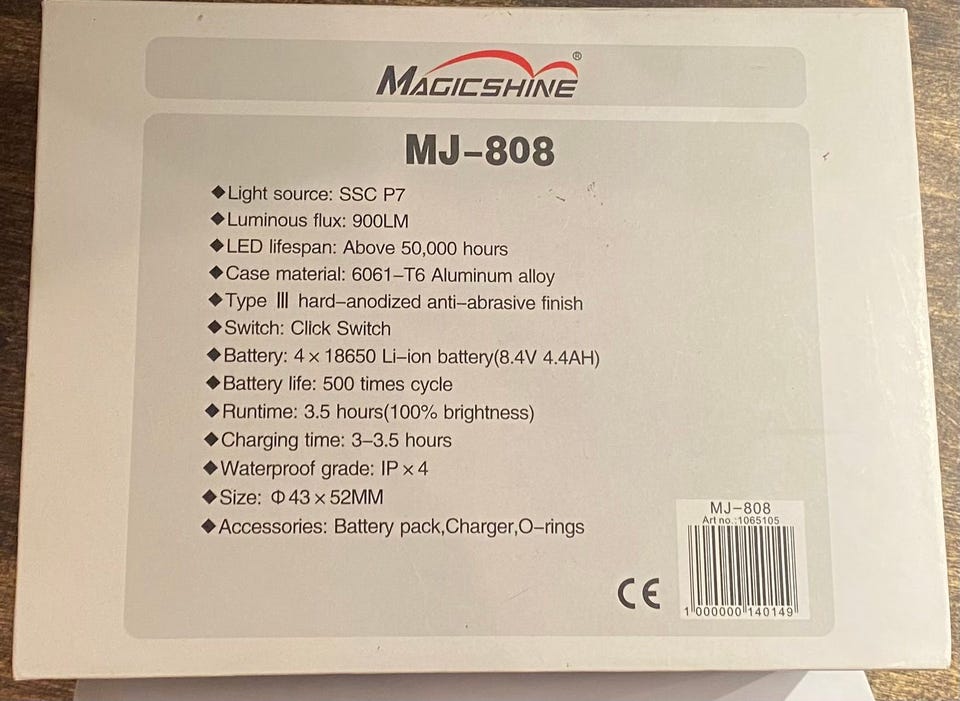 MAGICSHINE®
MJ-808
◆Light source: SSC P7
◆Luminous flux: 900LM
◆LED lifespan: Above 50,000 hours
◆Case material: 6061-T6 Aluminum alloy
◆Type Ⅲ hard-anodized anti-abrasive finish
◆Switch: Click Switch
◆Battery: 4×18650 Li-ion battery(8.4V 4.4AH)
◆Battery life: 500 times cycle
◆Runtime: 3.5 hours(100% brightness)
◆Charging time: 3-3.5 hours
◆Waterproof grade: IP×4
◆Size: Φ43×52MM
◆Accessories: Battery pack,Charger,O-rings
MJ-808
Art no.:1065105
CE
1 000000 140149